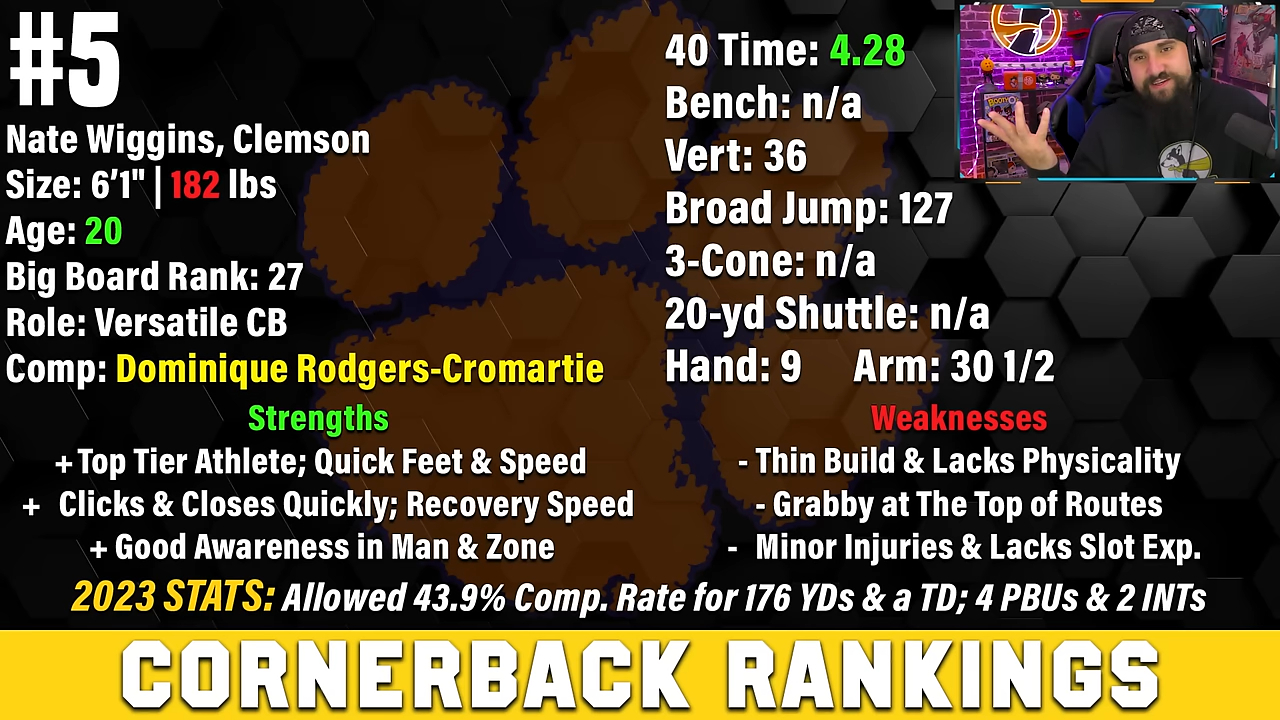 #5
Nate Wiggins, Clemson
Size: 6'1" | 182 lbs
Age: 20
Big Board Rank: 27
Role: Versatile CB
Comp: Dominique Rodgers-Cromartie
40 Time: 4.28
Bench: n/a
Vert: 36
Broad Jump: 127
3-Cone: n/a
20-yd Shuttle: n/a
Hand: 9 Arm: 30 1/2
Strengths
+ Top Tier Athlete; Quick Feet & Speed
+ Clicks & Closes Quickly; Recovery Speed
+ Good Awareness in Man & Zone
Weaknesses
- Thin Build & Lacks Physicality
- Grabby at The Top of Routes
- Minor Injuries & Lacks Slot Exp.
2023 STATS: Allowed 43.9% Comp. Rate for 176 YDs & a TD; 4 PBUs & 2 INTs
CORNERBACK RANKINGS